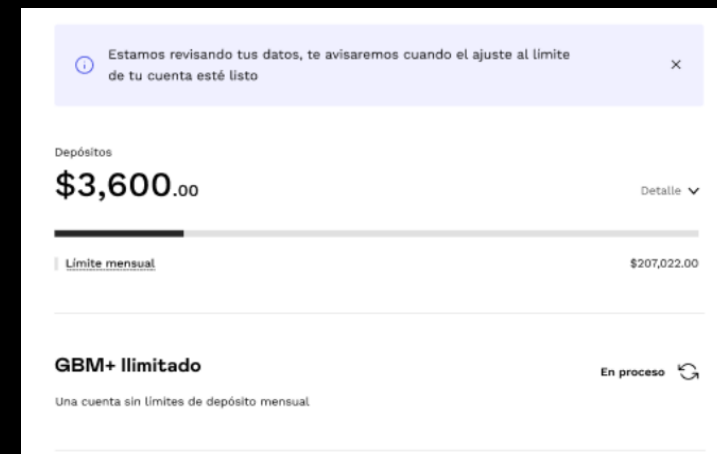 Estamos revisando tus datos, te avisaremos cuando el ajuste al límite
de tu cuenta esté listo
Depósitos
$3,600.00
Detalle
Límite mensual
$207,022.00
GBM+ Ilimitado
En proceso
Una cuenta sin límites de depósito mensual